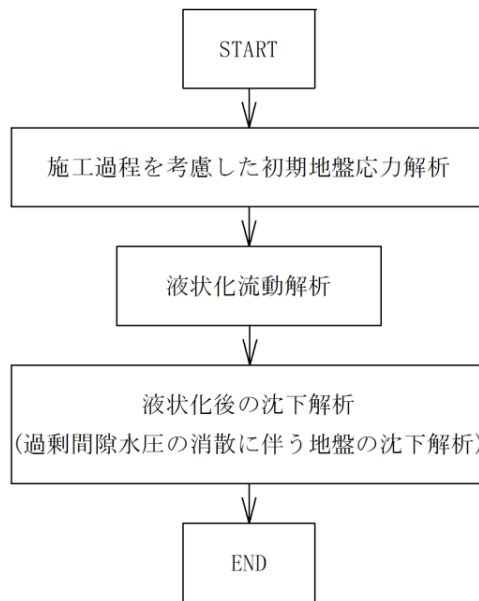 START
施工過程を考慮した初期地盤応力解析
液状化流動解析
液状化後の沈下解析
(過剰間隙水圧の消散に伴う地盤の沈下解析)
END